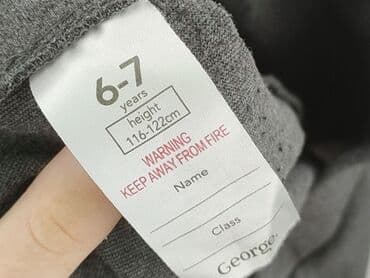 6-7
years
height
116-122cm
WARNING
KEEP AWAY FROM FIRE
Name
Class
George.